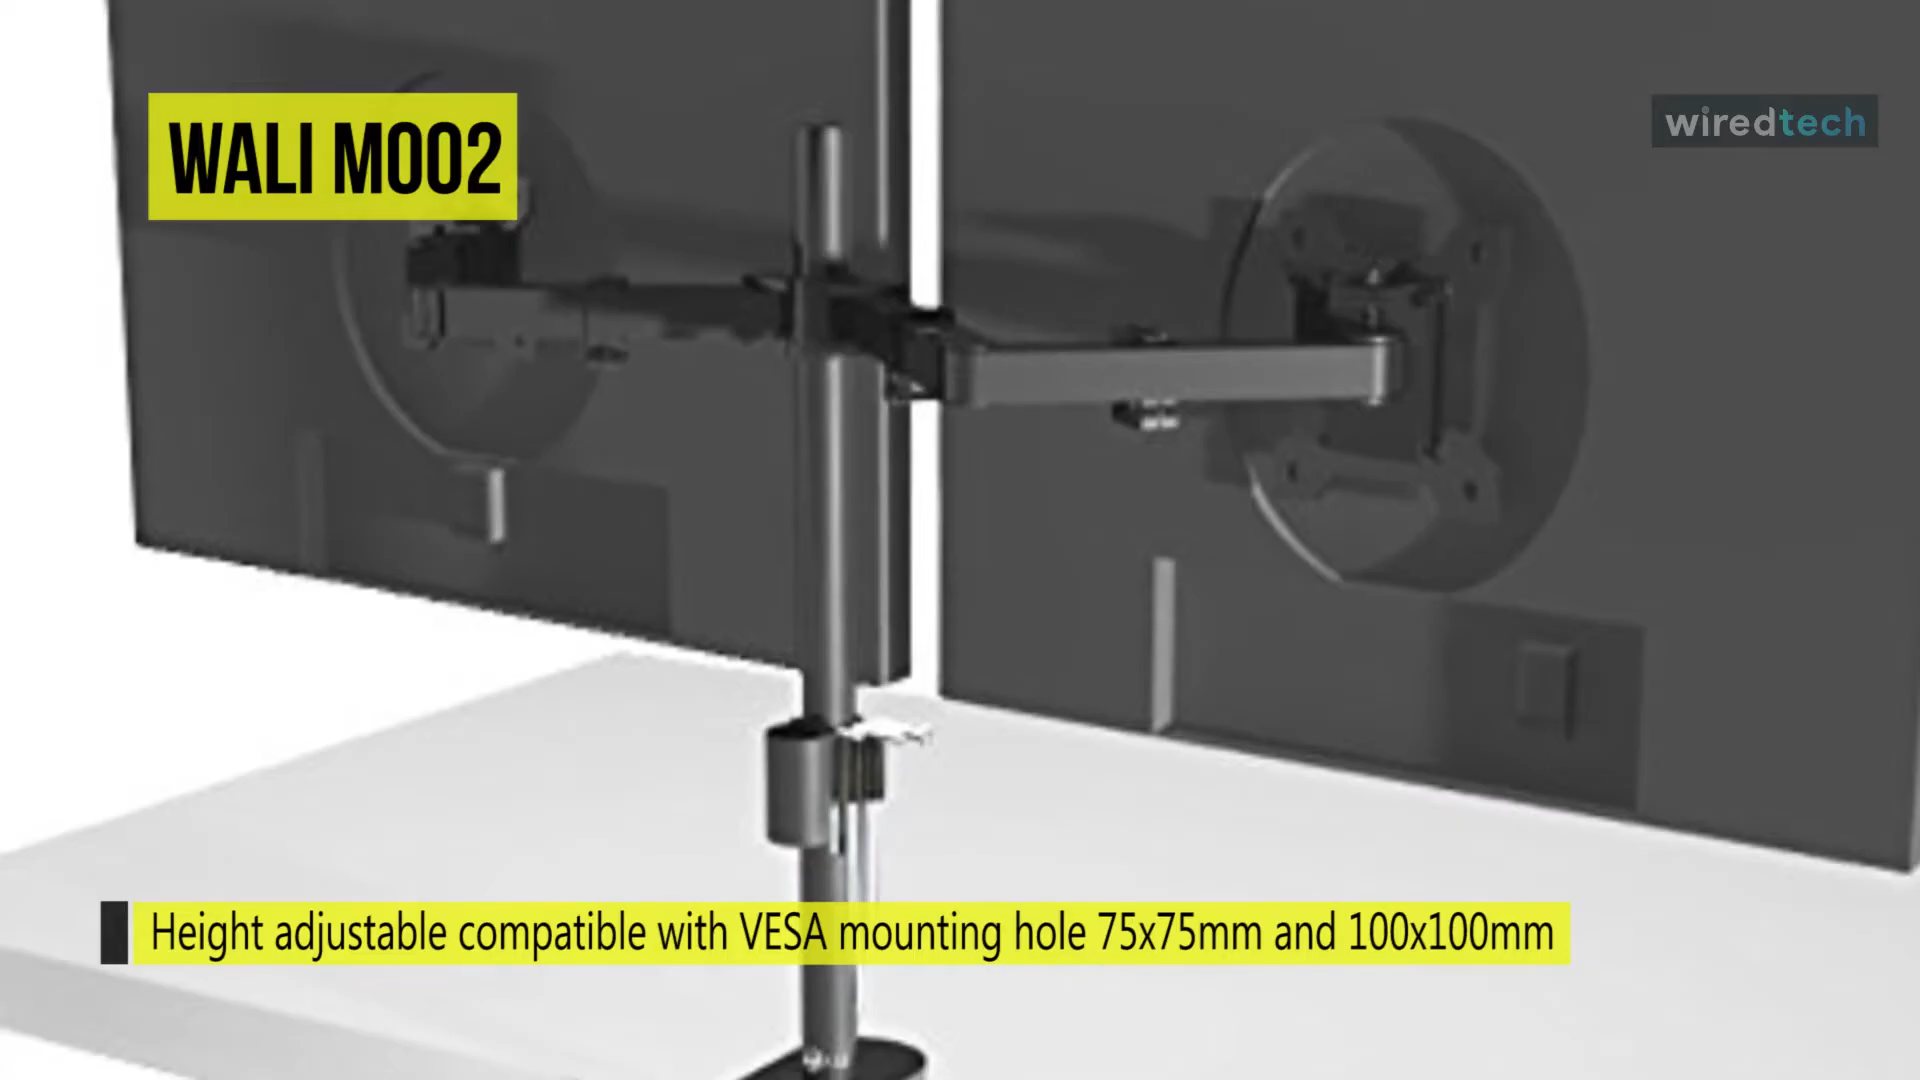 WALI M002
wiredtech
Height adjustable compatible with VESA mounting hole 75x75mm and 100x100mm